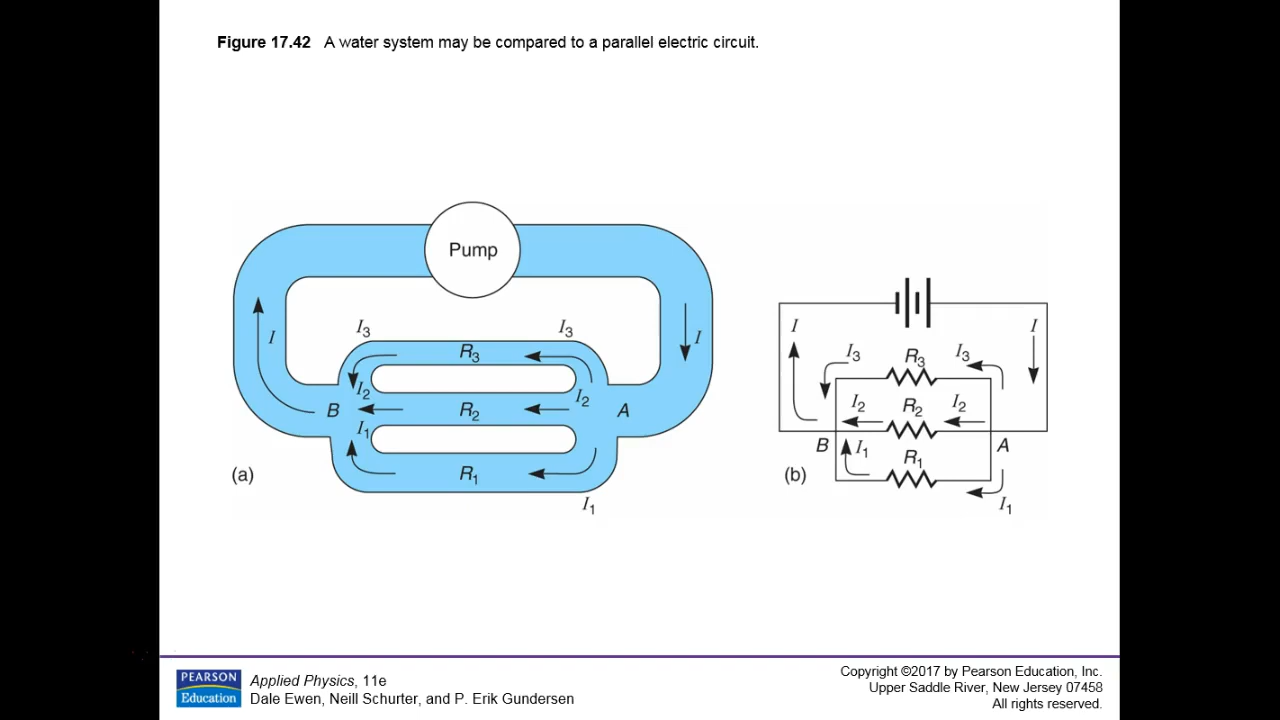 Figure 17.42 A water system may be compared to a parallel electric circuit.
Pump
I
I
I3
I3
R3
I2
I2
B
R2
A
I1
R1
I1
(a)
I
I
I3
R3
I3
I2
R2
I2
B
I1
R1
A
I1
(b)
PEARSON
Education
Applied Physics, 11e
Dale Ewen, Neill Schurter, and P. Erik Gundersen
Copyright ©2017 by Pearson Education, Inc.
Upper Saddle River, New Jersey 07458
All rights reserved.